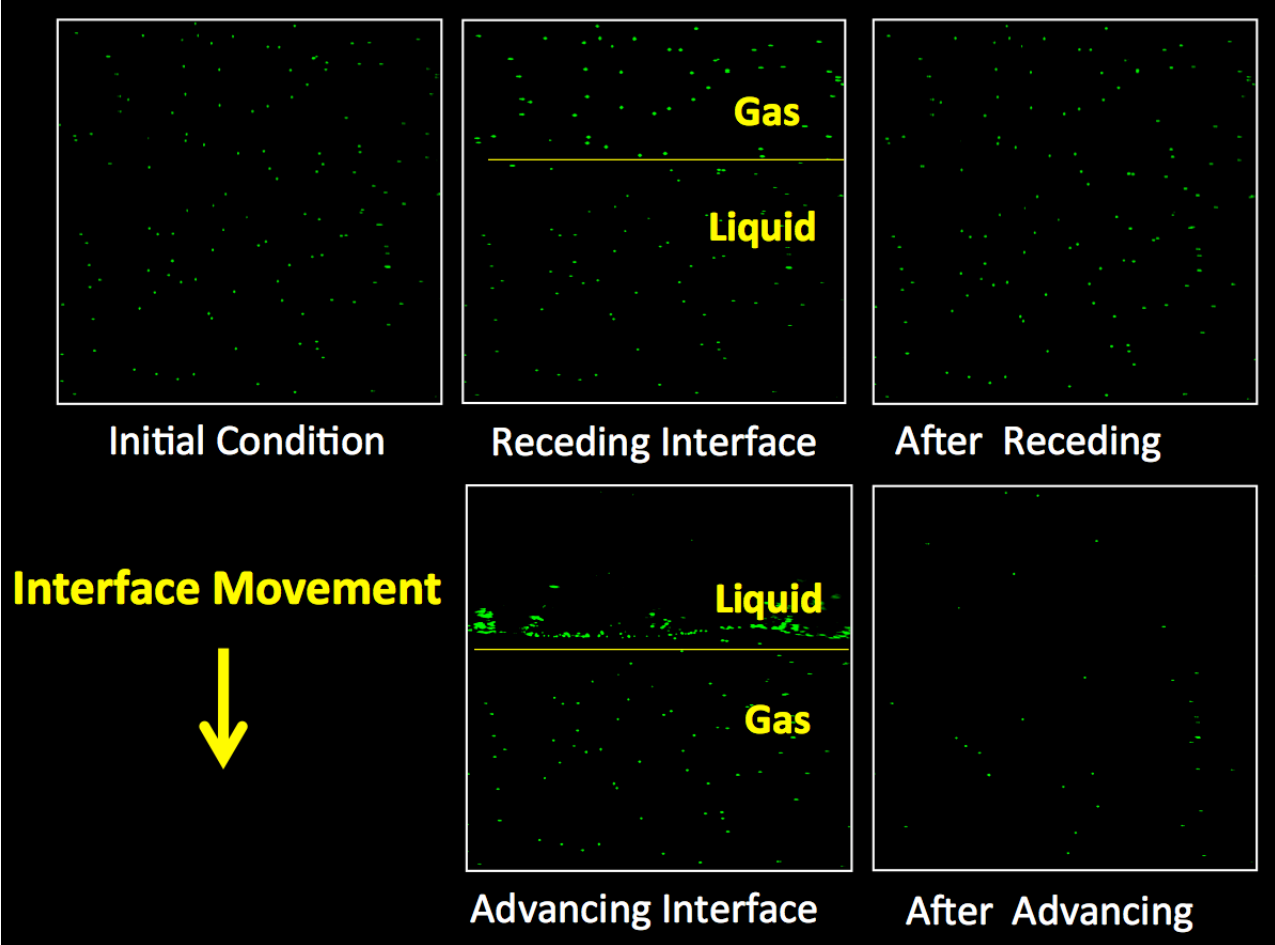 Gas
Liquid
Initial Condition
Receding Interface
After Receding
Interface Movement
Liquid
Gas
Advancing Interface
After Advancing